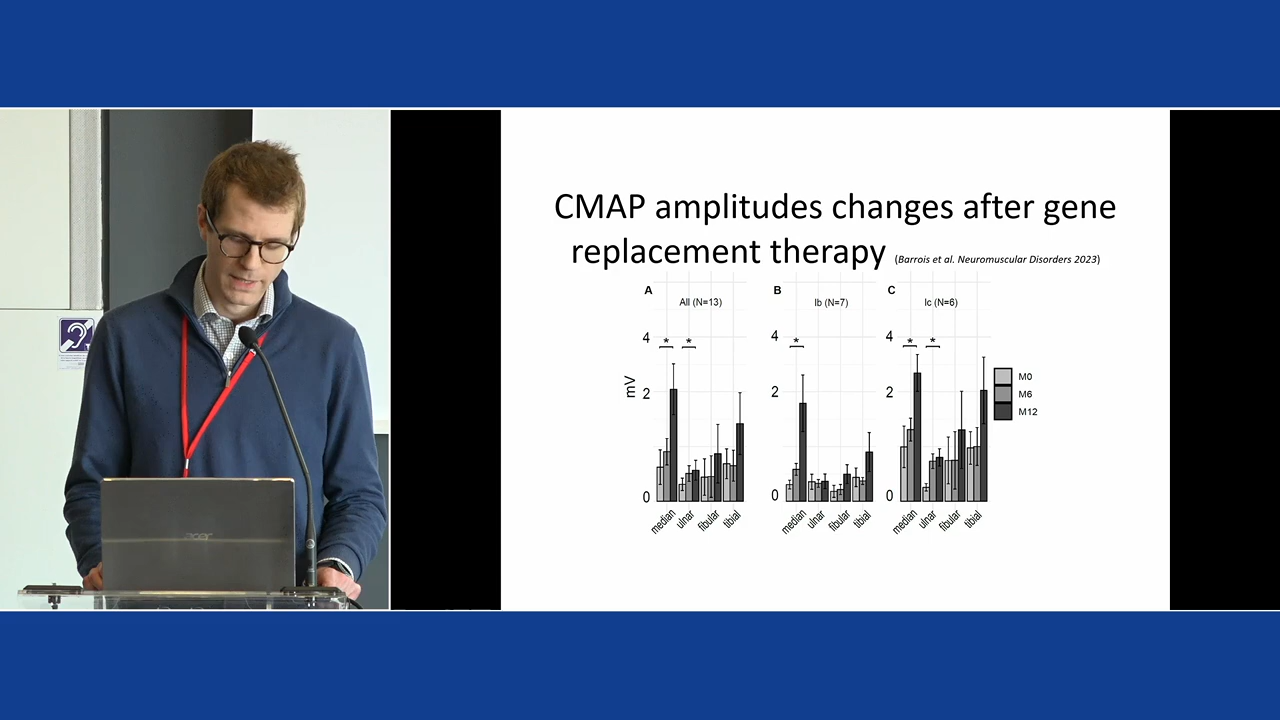 CMAP amplitudes changes after gene
replacement therapy (Barrois et al. Neuromuscular Disorders 2023)
A
All (N=13)
B
Ib (N=7)
C
Ic (N=6)
mV
4
2
0
* *
median
ulnar
fibular
tibial
4
2
0
*
median
ulnar
fibular
tibial
4
2
0
* *
median
ulnar
fibular
tibial
M0
M6
M12
acer